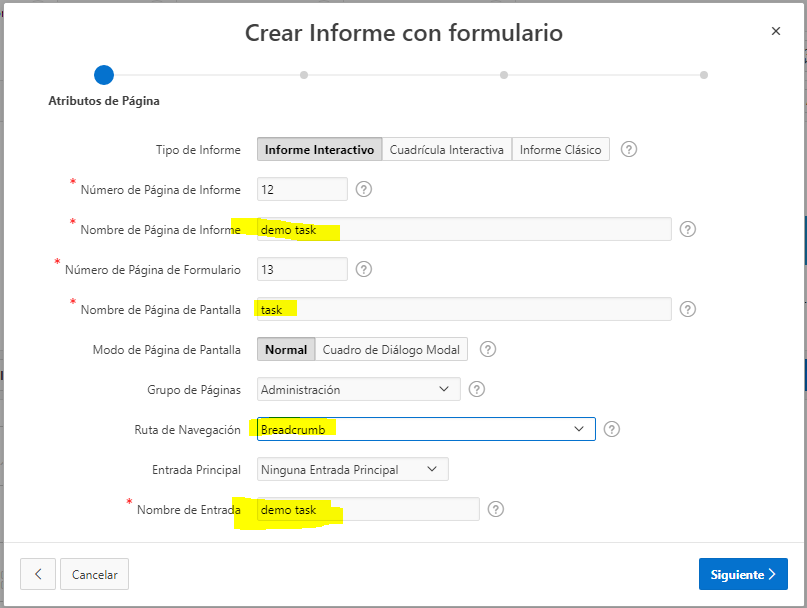 Crear Informe con formulario
×
Atributos de Página
Tipo de Informe Informe Interactivo Cuadrícula Interactiva Informe Clásico ?
* Número de Página de Informe 12 ?
* Nombre de Página de Informe demo task ?
* Número de Página de Formulario 13 ?
* Nombre de Página de Pantalla task ?
Modo de Página de Pantalla Normal Cuadro de Diálogo Modal ?
Grupo de Páginas Administración ?
Ruta de Navegación Breadcrumb ?
Entrada Principal Ninguna Entrada Principal
* Nombre de Entrada demo task ?
Cancelar Siguiente